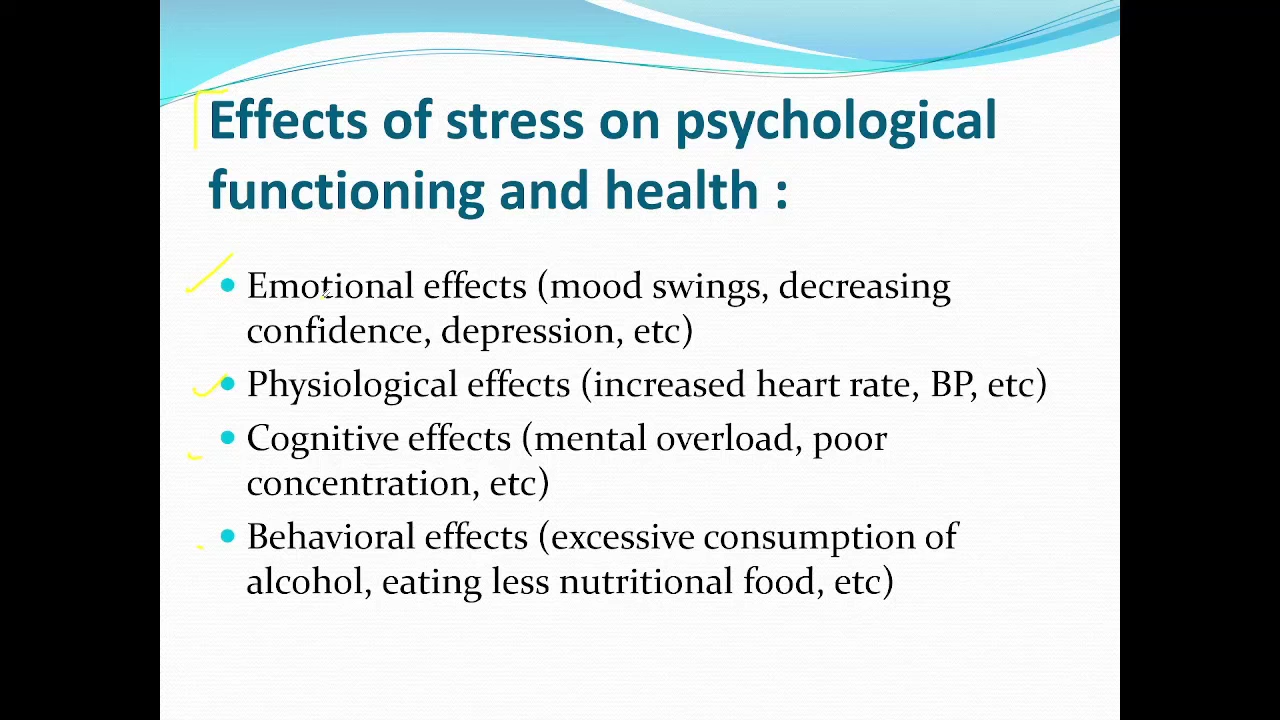 Effects of stress on psychological
functioning and health :
• Emotional effects (mood swings, decreasing
confidence, depression, etc)
• Physiological effects (increased heart rate, BP, etc)
• Cognitive effects (mental overload, poor
concentration, etc)
• Behavioral effects (excessive consumption of
alcohol, eating less nutritional food, etc)